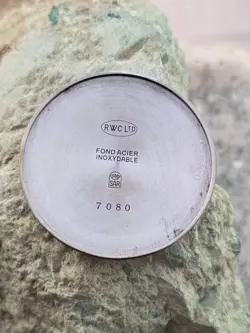 RWC LTD
FOND ACIER
INOXYDABLE
SAR
7080